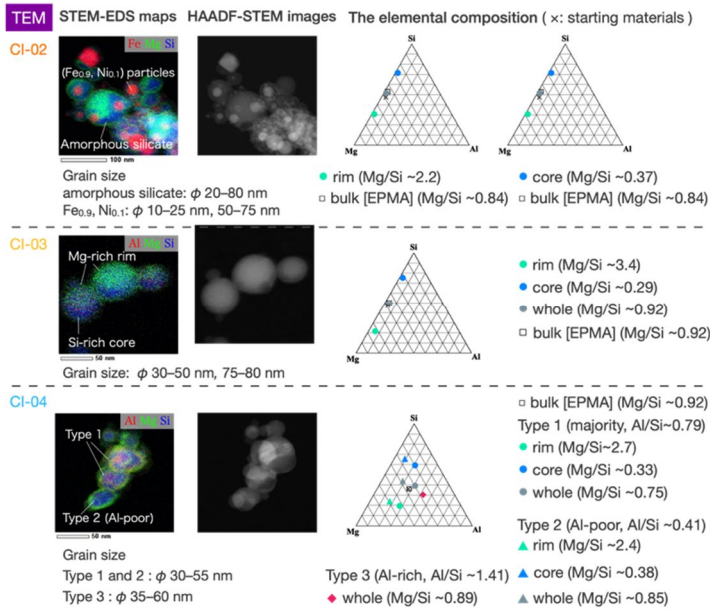 TEM STEM-EDS maps HAADF-STEM images The elemental composition ( ×: starting materials )
CI-02
Fe Mg Si
(Fe0.9, Ni0.1) particles
Amorphous silicate
100 nm
Grain size
amorphous silicate: φ 20–80 nm
Fe0.9, Ni0.1: φ 10–25 nm, 50–75 nm
Si
Mg Al
Si
Mg Al
rim (Mg/Si ~2.2)
bulk [EPMA] (Mg/Si ~0.84)
core (Mg/Si ~0.37)
bulk [EPMA] (Mg/Si ~0.84)
CI-03
Al Mg Si
Mg-rich rim
Si-rich core
50 nm
Grain size: φ 30–50 nm, 75–80 nm
Si
Mg Al
rim (Mg/Si ~3.4)
core (Mg/Si ~0.29)
whole (Mg/Si ~0.92)
bulk [EPMA] (Mg/Si ~0.92)
CI-04
Al Mg Si
Type 1
Type 2 (Al-poor)
50 nm
Grain size
Type 1 and 2 : φ 30–55 nm
Type 3 : φ 35–60 nm
Si
Mg Al
Type 3 (Al-rich, Al/Si ~1.41)
whole (Mg/Si ~0.89)
bulk [EPMA] (Mg/Si ~0.92)
Type 1 (majority, Al/Si~0.79)
rim (Mg/Si~2.7)
core (Mg/Si ~0.33)
whole (Mg/Si ~0.75)
Type 2 (Al-poor, Al/Si ~0.41)
rim (Mg/Si ~2.4)
core (Mg/Si ~0.38)
whole (Mg/Si ~0.85)